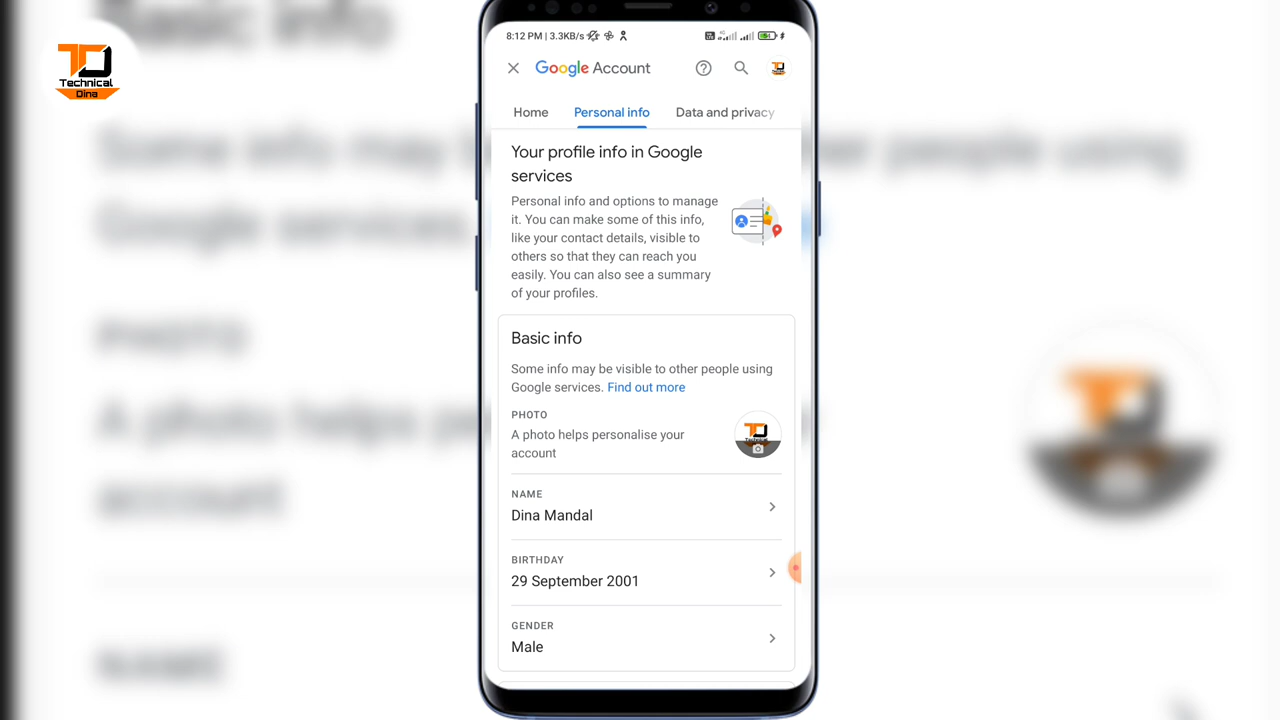 Technical
Dina
8:12 PM | 3.3KB/s
Google Account
Home
Personal info
Data and privacy
Your profile info in Google
services
Personal info and options to manage
it. You can make some of this info,
like your contact details, visible to
others so that they can reach you
easily. You can also see a summary
of your profiles.
Basic info
Some info may be visible to other people using
Google services. Find out more
PHOTO
A photo helps personalise your
account
NAME
Dina Mandal
BIRTHDAY
29 September 2001
GENDER
Male